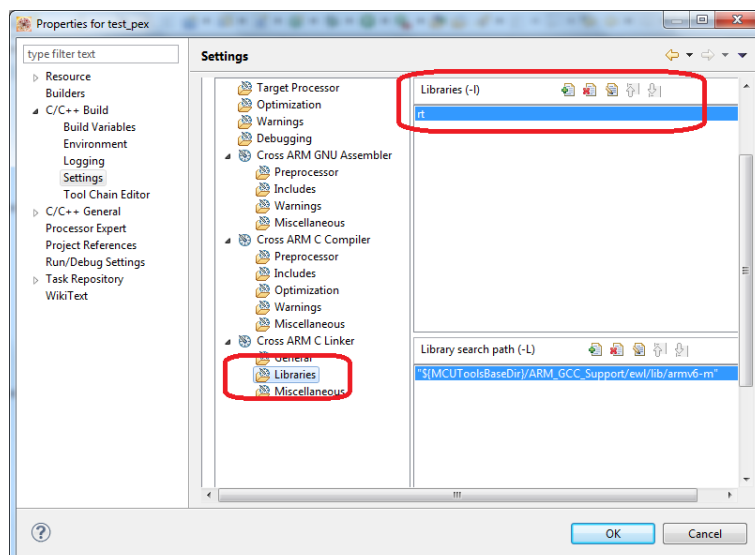 Properties for test_pex
type filter text
Resource
Builders
C/C++ Build
Build Variables
Environment
Logging
Settings
Tool Chain Editor
C/C++ General
Processor Expert
Project References
Run/Debug Settings
Task Repository
WikiText
Settings
Target Processor
Optimization
Warnings
Debugging
Cross ARM GNU Assembler
Preprocessor
Includes
Warnings
Miscellaneous
Cross ARM C Compiler
Preprocessor
Includes
Optimization
Warnings
Miscellaneous
Cross ARM C Linker
General
Libraries
Miscellaneous
Libraries (-l)
rt
Library search path (-L)
"${MCUToolsBaseDir}/ARM_GCC_Support/ewl/lib/armv6-m"
OK
Cancel